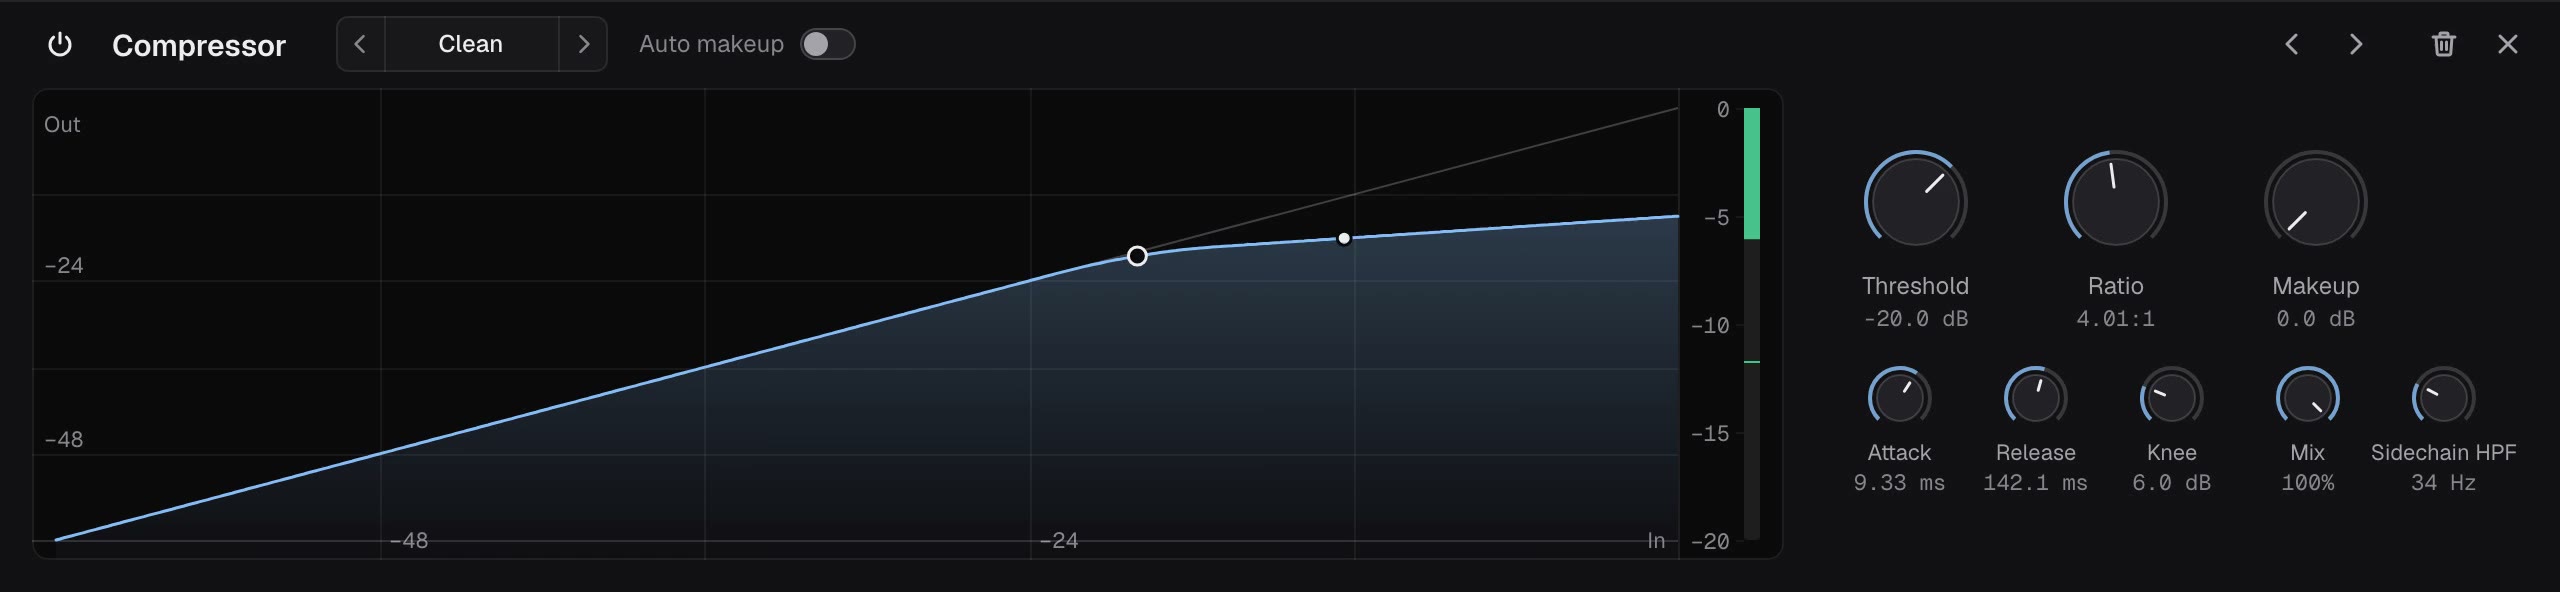 Compressor
Clean
Auto makeup
Out
-24
-48
-48
-24
In
0
-5
-10
-15
-20
Threshold
-20.0 dB
Ratio
4.01:1
Makeup
0.0 dB
Attack
9.33 ms
Release
142.1 ms
Knee
6.0 dB
Mix
100%
Sidechain HPF
34 Hz